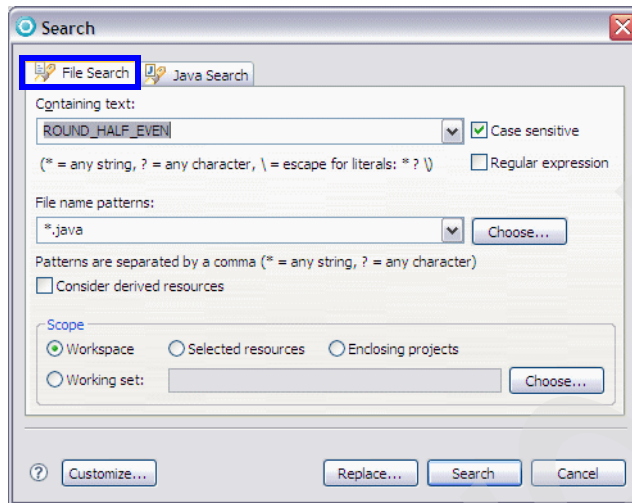 Search
File Search Java Search
Containing text:
ROUND_HALF_EVEN Case sensitive
(* = any string, ? = any character, \ = escape for literals: * ? \) Regular expression
File name patterns:
*.java Choose...
Patterns are separated by a comma (* = any string, ? = any character)
Consider derived resources
Scope
Workspace Selected resources Enclosing projects
Working set: Choose...
? Customize... Replace... Search Cancel